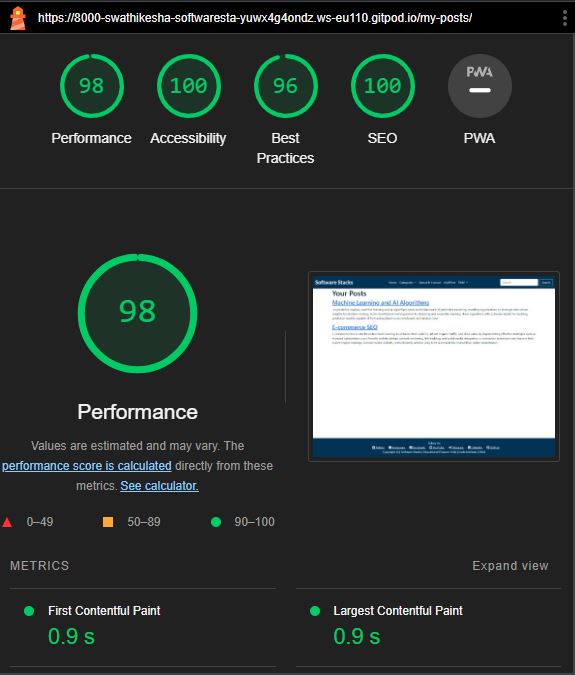 https://8000-swathikesha-softwaresta-yuwx4g4ondz.ws-eu110.gitpod.io/my-posts/
98
100
96
100
PWA
Performance
Accessibility
Best
Practices
SEO
PWA
98
Performance
Values are estimated and may vary. The
performance score is calculated directly from these
metrics. See calculator.
0–49
50–89
90–100
Software Stacks
Your Posts
Machine Learning and AI Algorithms
E-commerce SEO
METRICS
Expand view
First Contentful Paint
0.9 s
Largest Contentful Paint
0.9 s